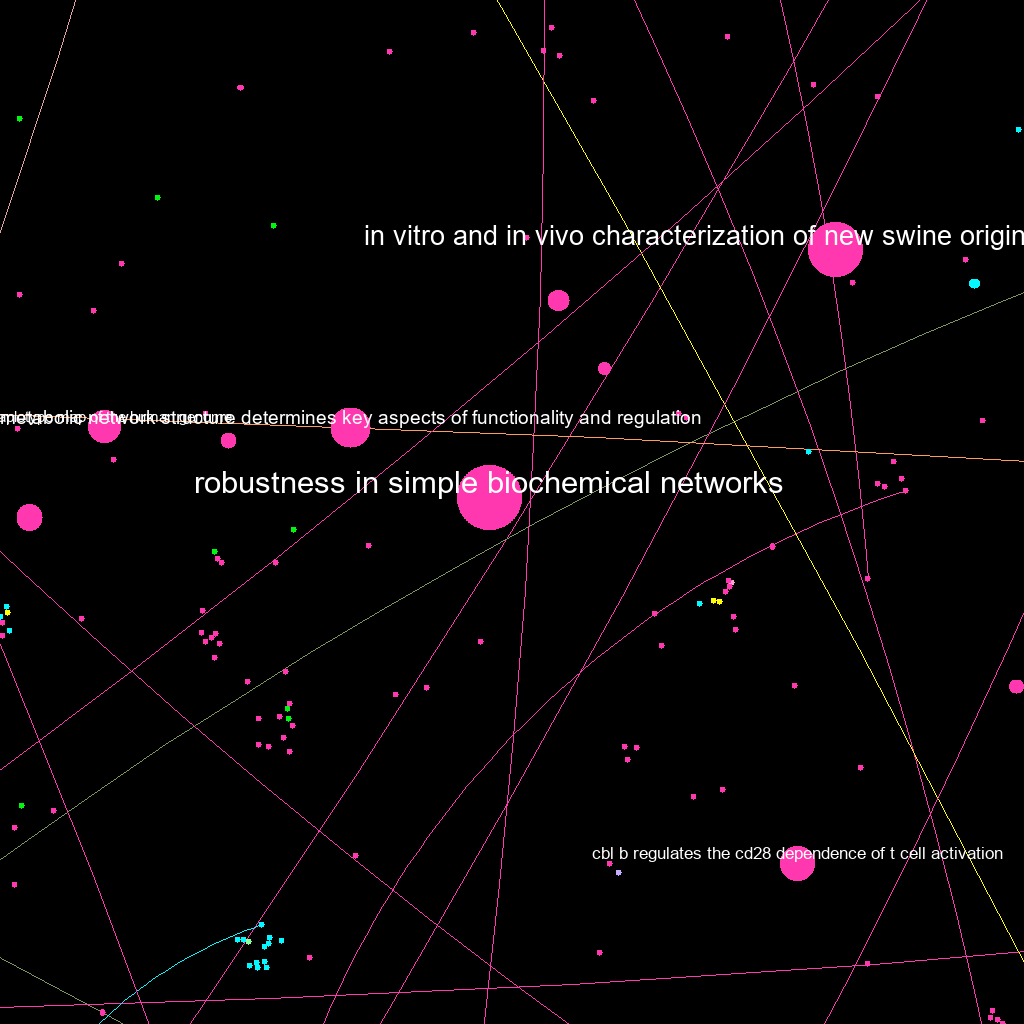 in vitro and in vivo characterization of new swine origin
metabolic network structure determines key aspects of functionality and regulation
robustness in simple biochemical networks
cbl b regulates the cd28 dependence of t cell activation